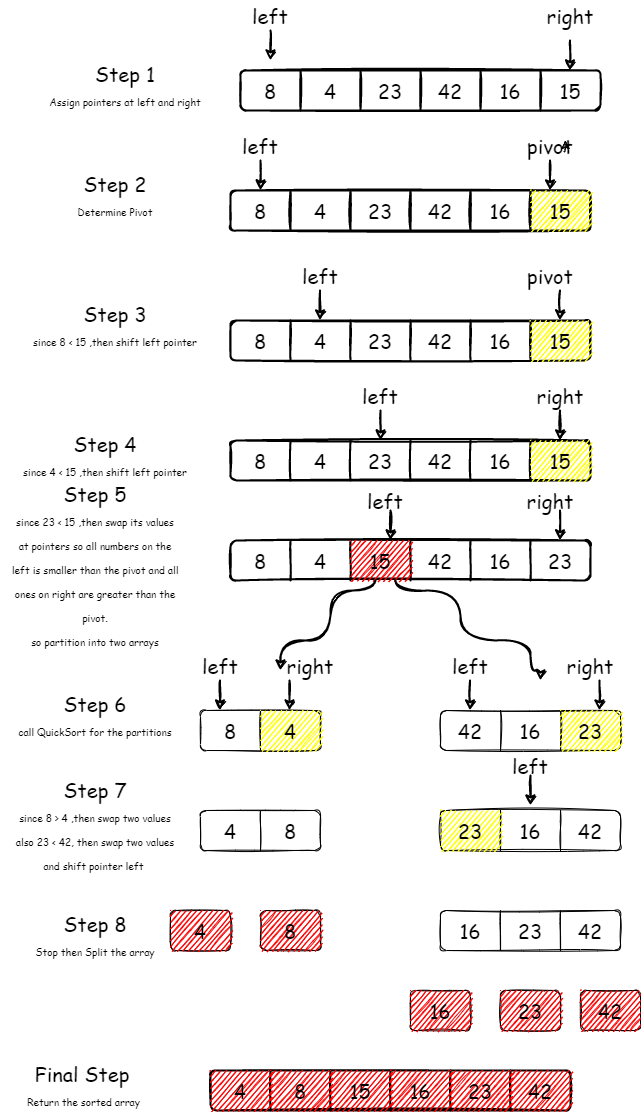 left right
Step 1
Assign pointers at left and right
8 4 23 42 16 15
left pivot
Step 2
Determine Pivot
8 4 23 42 16 15
left pivot
Step 3
since 8 < 15 ,then shift left pointer
8 4 23 42 16 15
left right
Step 4
since 4 < 15 ,then shift left pointer
8 4 23 42 16 15
Step 5
left right
since 23 < 15 ,then swap its values
at pointers so all numbers on the
left is smaller than the pivot and all
ones on right are greater than the
pivot.
so partition into two arrays
8 4 15 42 16 23
left right left right
Step 6
call QuickSort for the partitions
8 4 42 16 23
left
Step 7
since 8 > 4 ,then swap two values
also 23 < 42, then swap two values
and shift pointer left
4 8 23 16 42
Step 8
Stop then Split the array
4 8 16 23 42
16 23 42
Final Step
Return the sorted array
4 8 15 16 23 42